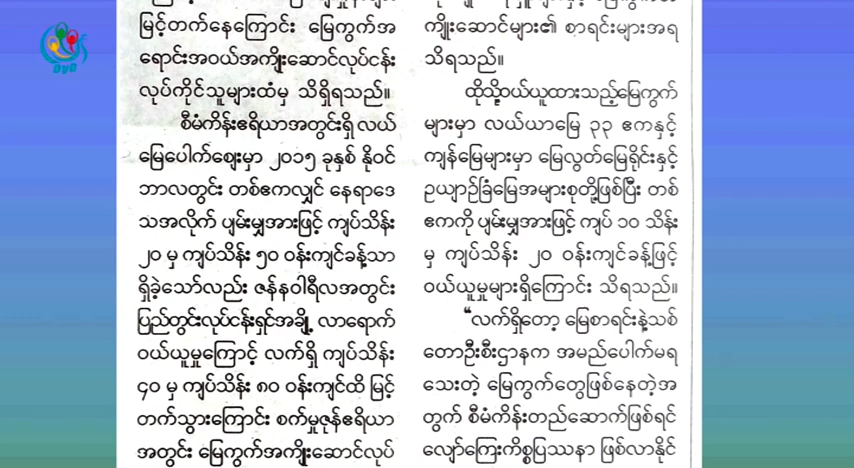 မြင့်တက်နေကြောင်း မြေကွက်အ
ရောင်းအဝယ်အကျိုးဆောင်လုပ်ငန်း
လုပ်ကိုင်သူများထံမှ သိရှိရသည်။
စီမံကိန်းဧရိယာအတွင်းရှိ လယ်
မြေပေါက်ဈေးမှာ ၂၀၁၅ ခုနှစ် နိုဝင်
ဘာလတွင်း တစ်ဧကလျှင် နေရာဒေ
သအလိုက် ပျမ်းမျှအားဖြင့် ကျပ်သိန်း
၂၀ မှ ကျပ်သိန်း ၅၀ ဝန်းကျင်ခန့်သာ
ရှိခဲ့သော်လည်း ဇန်နဝါရီလအတွင်း
ပြည်တွင်းလုပ်ငန်းရှင်အချို့ လာရောက်
ဝယ်ယူမှုကြောင့် လက်ရှိ ကျပ်သိန်း
၄၀ မှ ကျပ်သိန်း ၈၀ ဝန်းကျင်ထိ မြင့်
တက်သွားကြောင်း စက်မှုဇုန်ဧရိယာ
အတွင်း မြေကွက်အကျိုးဆောင်လုပ်
ကျိုးဆောင်များ၏ စာရင်းများအရ
သိရသည်။
ထိုသို့ဝယ်ယူထားသည့်မြေကွက်
များမှာ လယ်ယာမြေ ၃၃ ဧကနှင့်
ကျန်မြေများမှာ မြေလွတ်မြေရိုင်းနှင့်
ဥယျာဉ်ခြံမြေအများစုတို့ဖြစ်ပြီး တစ်
ဧကကို ပျမ်းမျှအားဖြင့် ကျပ် ၁၀ သိန်း
မှ ကျပ်သိန်း ၂၀ ဝန်းကျင်ခန့်ဖြင့်
ဝယ်ယူမှုများရှိကြောင်း သိရသည်။
“လက်ရှိတော့ မြေစာရင်းနဲ့သစ်
တောဦးစီးဌာနက အမည်ပေါက်မရ
သေးတဲ့ မြေကွက်တွေဖြစ်နေတဲ့အ
တွက် စီမံကိန်းတည်ဆောက်ဖြစ်ရင်
လျော်ကြေးကိစ္စပြဿနာ ဖြစ်လာနိုင်